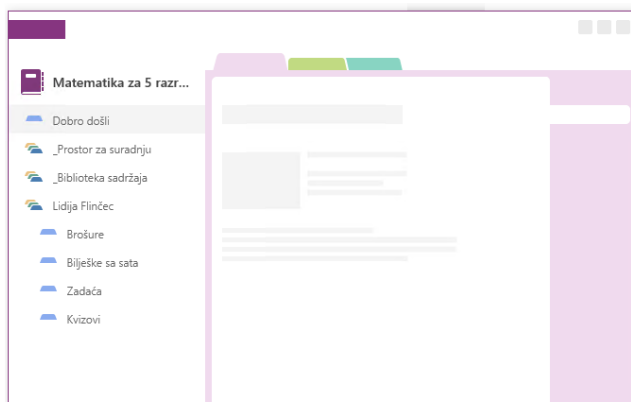 Matematika za 5 razr...
Dobro došli
_Prostor za suradnju
_Biblioteka sadržaja
Lidija Flinčec
Brošure
Bilješke sa sata
Zadaća
Kvizovi